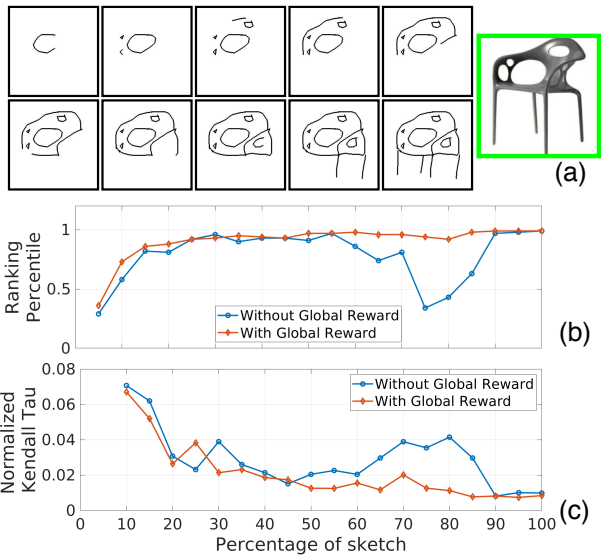 (a)
1
0.5
0
Ranking
Percentile
Without Global Reward
With Global Reward
(b)
0.08
0.06
0.04
0.02
0
Normalized
Kendall Tau
Without Global Reward
With Global Reward
(c)
0 10 20 30 40 50 60 70 80 90 100
Percentage of sketch